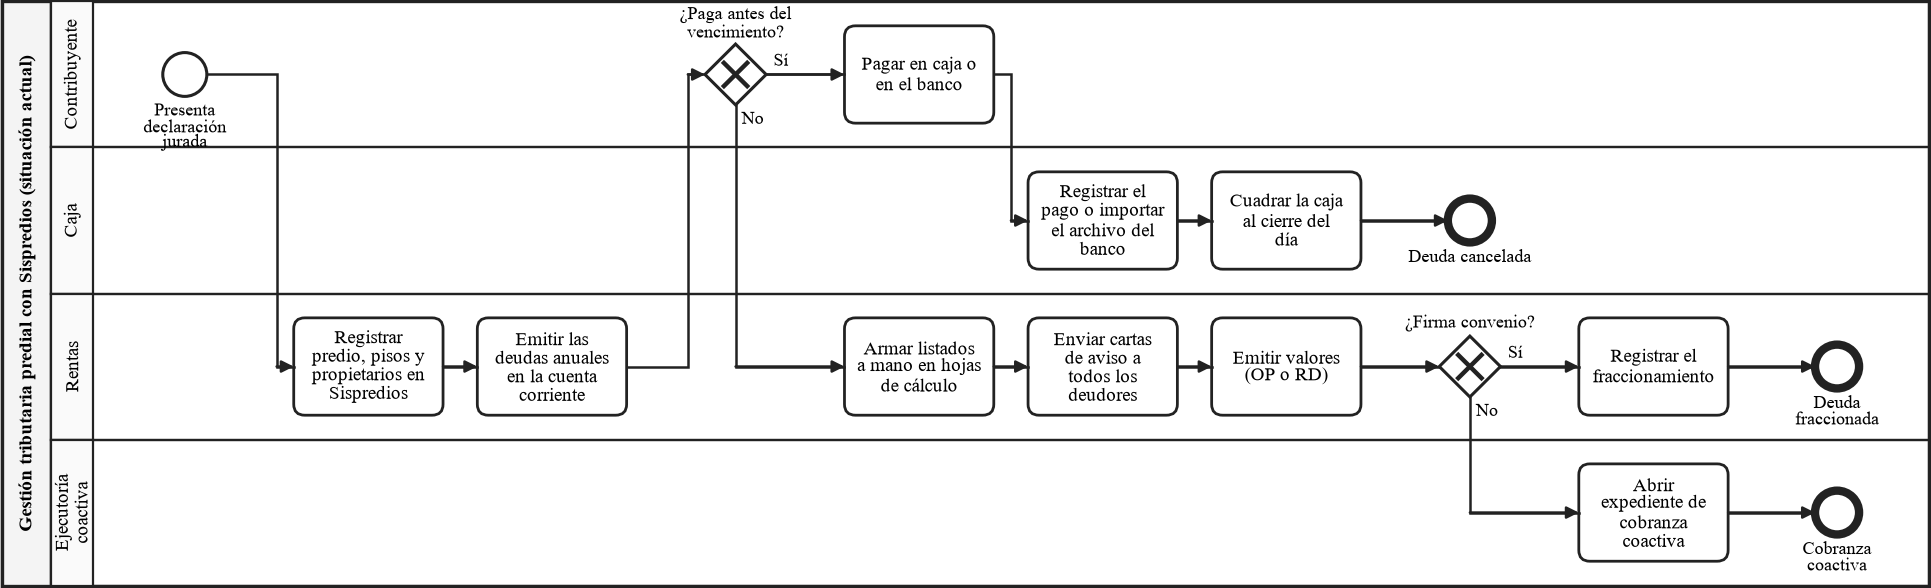 Gestión tributaria predial con Sispredios (situación actual)
Contribuyente
Presenta
declaración
jurada
¿Paga antes del
vencimiento?
Sí
No
Pagar en caja o
en el banco
Caja
Registrar el
pago o importar
el archivo del
banco
Cuadrar la caja
al cierre del
día
Deuda cancelada
Rentas
Registrar
predio, pisos y
propietarios en
Sispredios
Emitir las
deudas anuales
en la cuenta
corriente
Armar listados
a mano en hojas
de cálculo
Enviar cartas
de aviso a
todos los
deudores
Emitir valores
(OP o RD)
¿Firma convenio?
Sí
No
Registrar el
fraccionamiento
Deuda
fraccionada
Ejecutoría
coactiva
Abrir
expediente de
cobranza
coactiva
Cobranza
coactiva